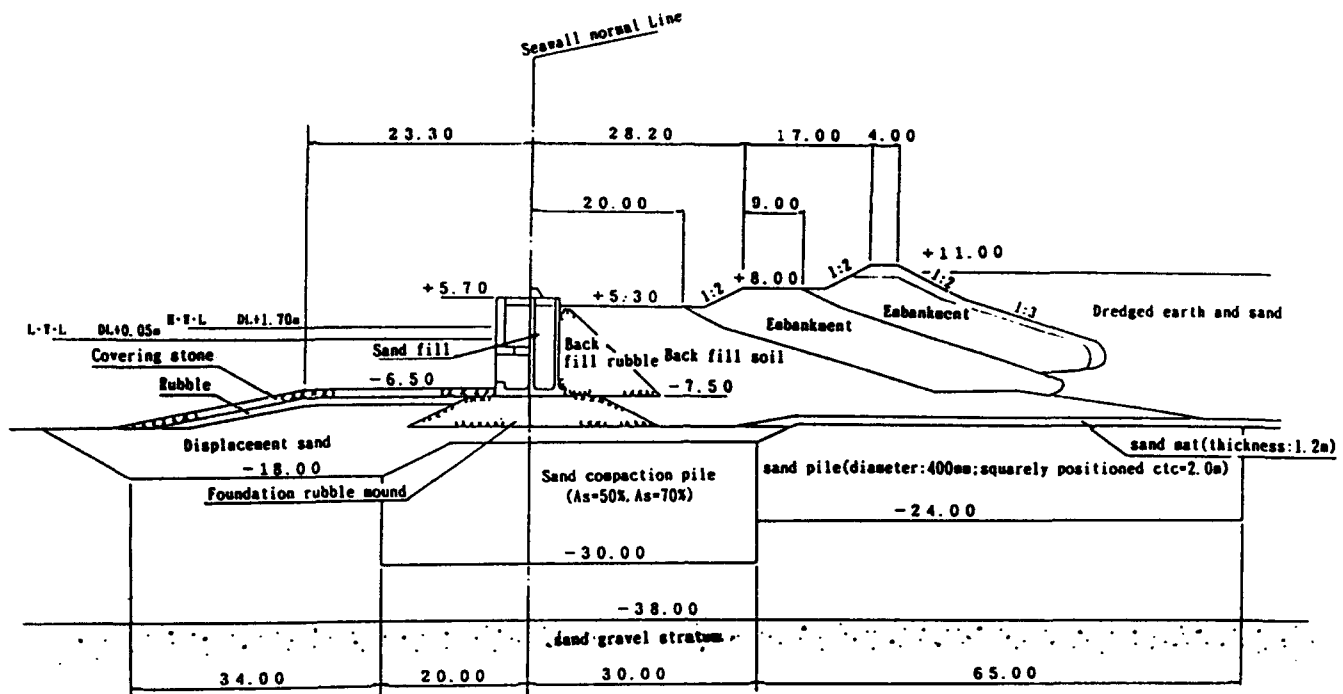 Seawall normal Line
23.30
28.20
17.00
4.00
20.00
9.00
+11.00
1:2
1:2
+8.00
1:2
+5.70
+5.30
1:3
Dredged earth and sand
H·W·L DL+1.70m
L·W·L DL+0.05m
Embankment
Embankment
Sand fill
Back
fill rubble
Back fill soil
Covering stone
-6.50
-7.50
Rubble
Displacement sand
sand mat(thickness:1.2m)
-18.00
Sand compaction pile
(As=50%, As=70%)
sand pile(diameter:400mm;squarely positioned ctc=2.0m)
Foundation rubble mound
-24.00
-30.00
-38.00
sand gravel stratum
34.00
20.00
30.00
65.00